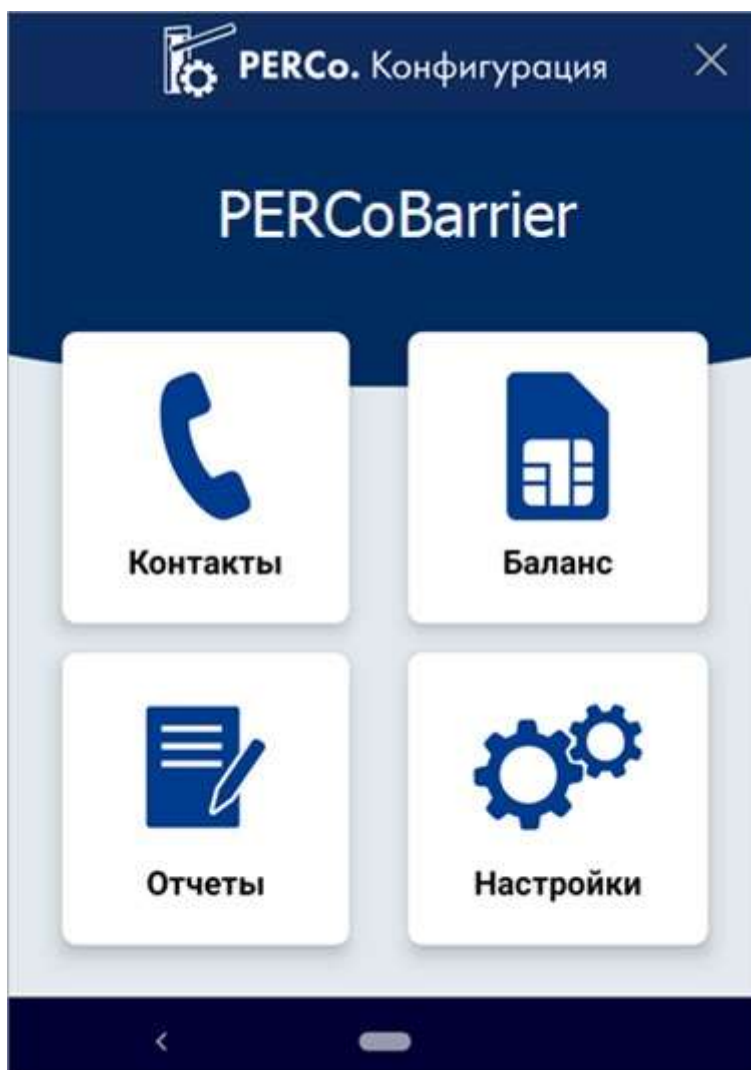 PERCo. Конфигурация
PERCoBarrier
Контакты
Баланс
Отчеты
Настройки